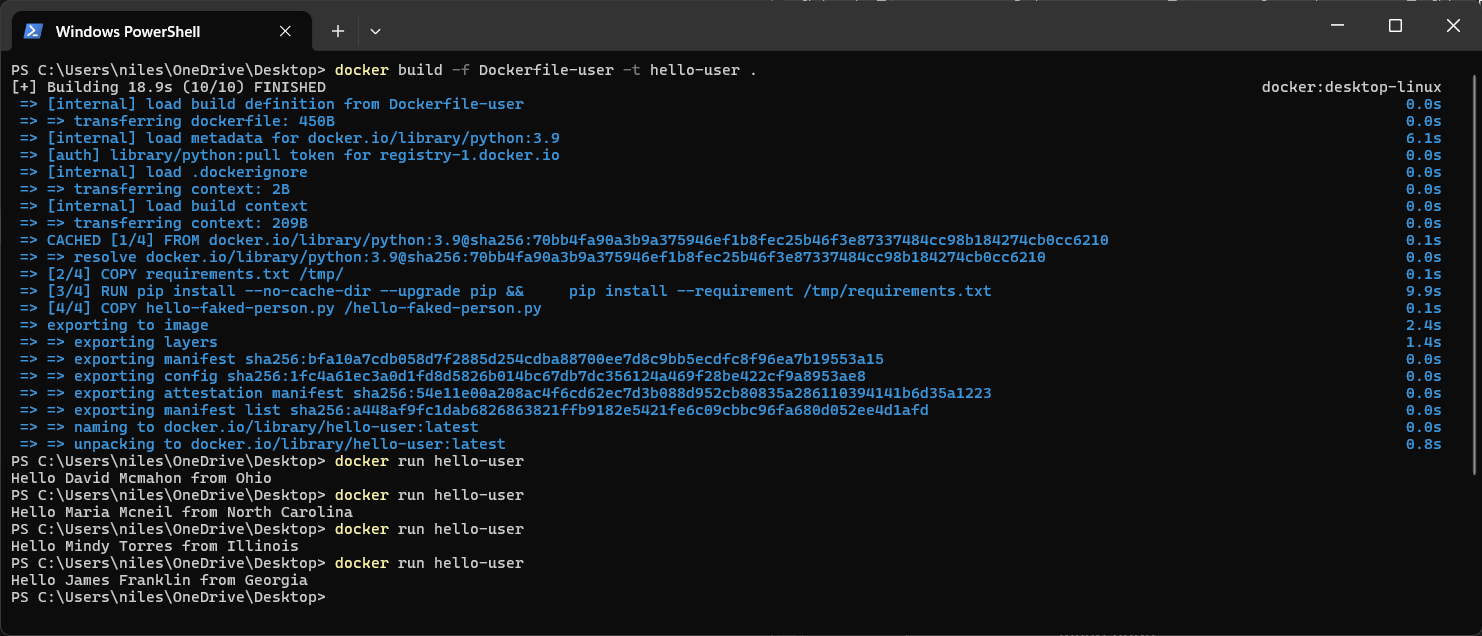 Windows PowerShell
PS C:\Users\niles\OneDrive\Desktop> docker build -f Dockerfile-user -t hello-user .
[+] Building 18.9s (10/10) FINISHED docker:desktop-linux
=> [internal] load build definition from Dockerfile-user 0.0s
=> => transferring dockerfile: 450B 0.0s
=> [internal] load metadata for docker.io/library/python:3.9 6.1s
=> [auth] library/python:pull token for registry-1.docker.io 0.0s
=> [internal] load .dockerignore 0.0s
=> => transferring context: 2B 0.0s
=> [internal] load build context 0.0s
=> => transferring context: 209B 0.0s
=> CACHED [1/4] FROM docker.io/library/python:3.9@sha256:70bb4fa90a3b9a375946ef1b8fec25b46f3e87337484cc98b184274cb0cc6210 0.1s
=> => resolve docker.io/library/python:3.9@sha256:70bb4fa90a3b9a375946ef1b8fec25b46f3e87337484cc98b184274cb0cc6210 0.0s
=> [2/4] COPY requirements.txt /tmp/ 0.1s
=> [3/4] RUN pip install --no-cache-dir --upgrade pip &&     pip install --requirement /tmp/requirements.txt 9.9s
=> [4/4] COPY hello-faked-person.py /hello-faked-person.py 0.1s
=> exporting to image 2.4s
=> => exporting layers 1.4s
=> => exporting manifest sha256:bfa10a7cdb058d7f2885d254cdba88700ee7d8c9bb5ecdfc8f96ea7b19553a15 0.0s
=> => exporting config sha256:1fc4a61ec3a0d1fd8d5826b014bc67db7dc356124a469f28be422cf9a8953ae8 0.0s
=> => exporting attestation manifest sha256:54e11e00a208ac4f6cd62ec7d3b088d952cb80835a286110394141b6d35a1223 0.0s
=> => exporting manifest list sha256:a448af9fc1dab6826863821ffb9182e5421fe6c09cbbc96fa680d052ee4d1afd 0.0s
=> => naming to docker.io/library/hello-user:latest 0.0s
=> => unpacking to docker.io/library/hello-user:latest 0.8s
PS C:\Users\niles\OneDrive\Desktop> docker run hello-user
Hello David Mcmahon from Ohio
PS C:\Users\niles\OneDrive\Desktop> docker run hello-user
Hello Maria Mcneil from North Carolina
PS C:\Users\niles\OneDrive\Desktop> docker run hello-user
Hello Mindy Torres from Illinois
PS C:\Users\niles\OneDrive\Desktop> docker run hello-user
Hello James Franklin from Georgia
PS C:\Users\niles\OneDrive\Desktop>